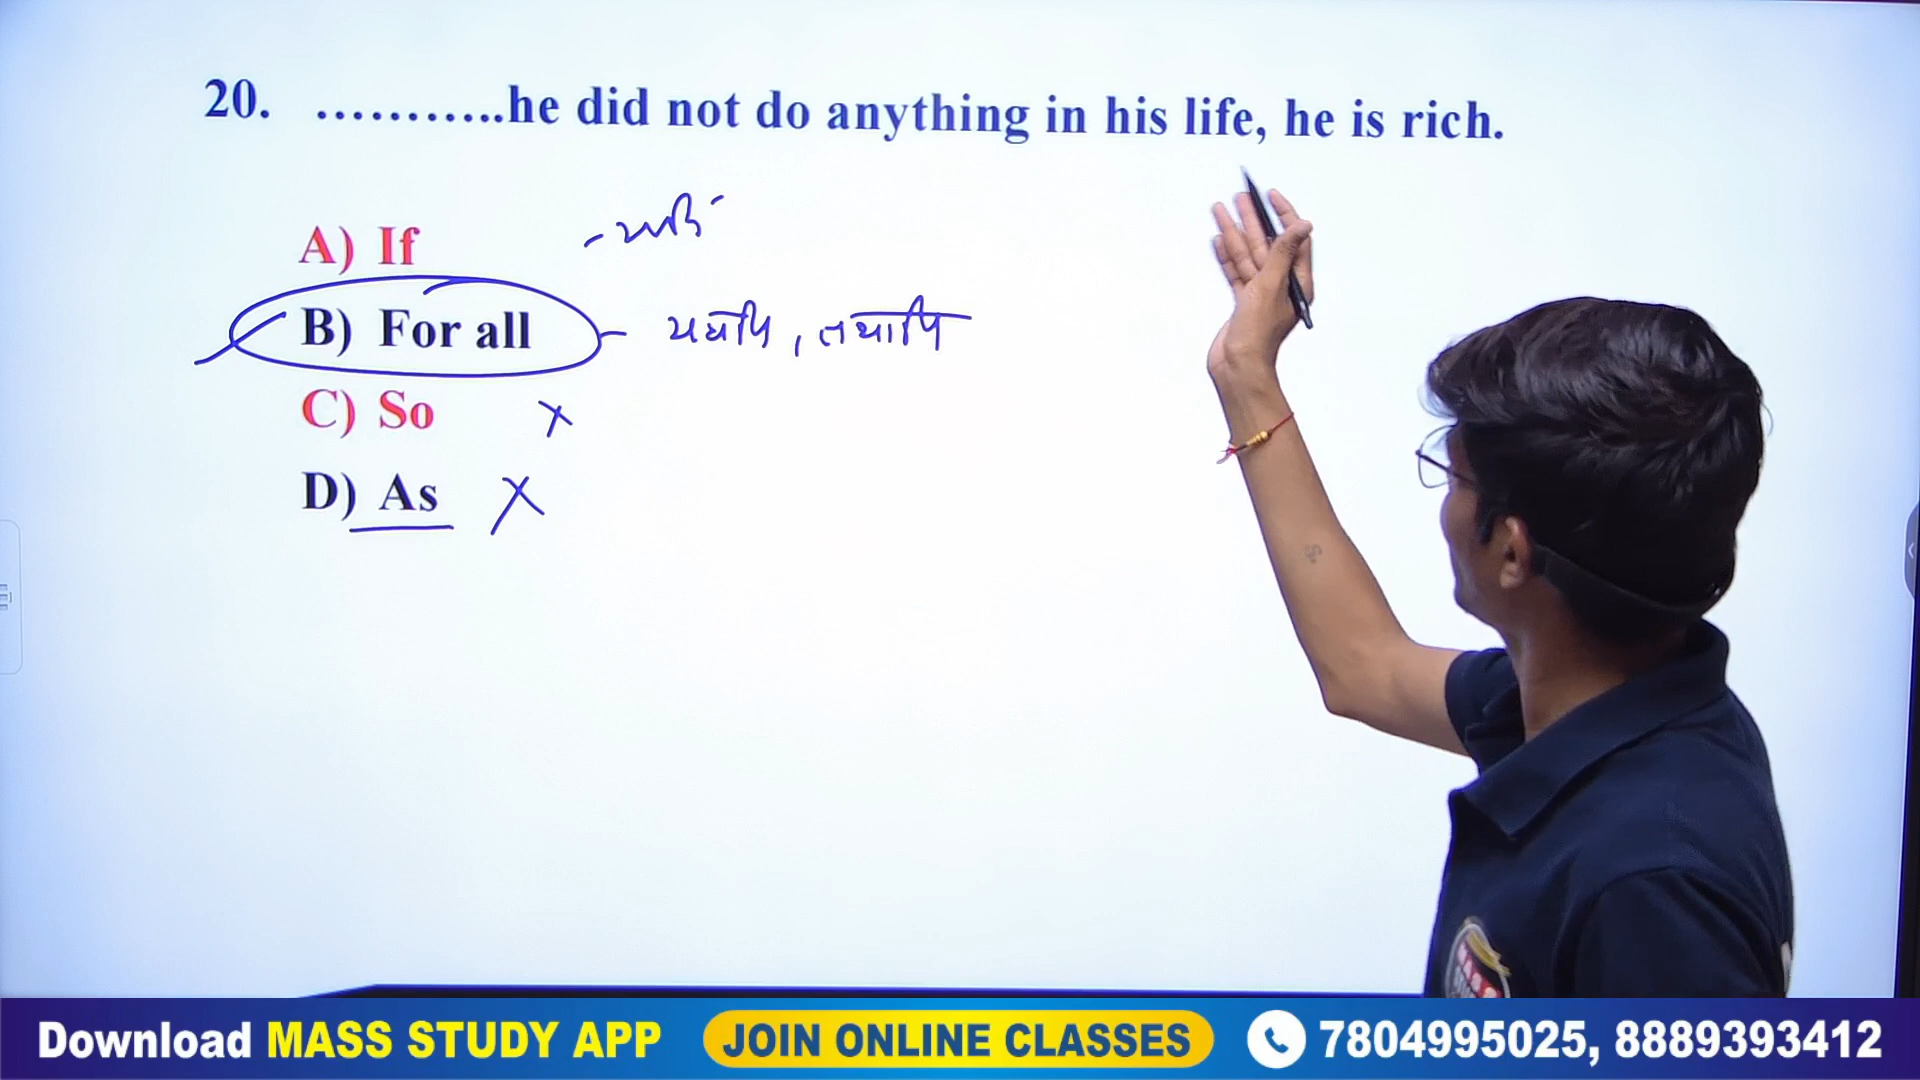 20. ...........he did not do anything in his life, he is rich.
A) If - यदि
B) For all - यद्यपि, तथापि
C) So ×
D) As ×
Download MASS STUDY APP JOIN ONLINE CLASSES 7804995025, 8889393412